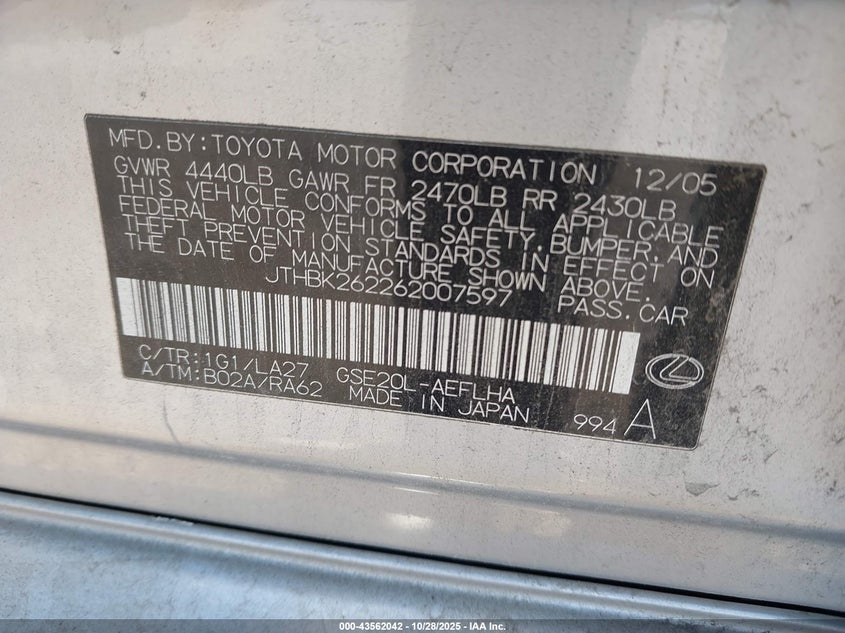 MFD.BY:TOYOTA MOTOR CORPORATION 12/05
GVWR 4440LB GAWR FR 2470LB RR 2430LB
THIS VEHICLE CONFORMS TO ALL APPLICABLE
FEDERAL MOTOR VEHICLE SAFETY,BUMPER,AND
THEFT PREVENTION STANDARDS IN EFFECT ON
THE DATE OF MANUFACTURE SHOWN ABOVE.
JTHBK262262007597 PASS.CAR
C/TR:1G1/LA27 GSE20L-AEFLHA
A/TM:B02A/RA62 MADE IN JAPAN 994 A
000-43562042 | 10/28/2025 - IAA Inc.